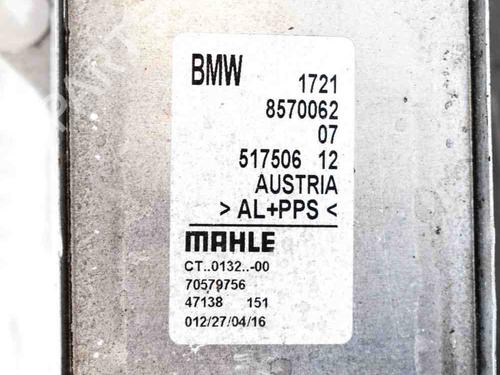 BMW 1721
8570062
07
517506 12
AUSTRIA
> AL+PPS <
MAHLE
CT..0132..-00
70579756
47138 151
012/27/04/16